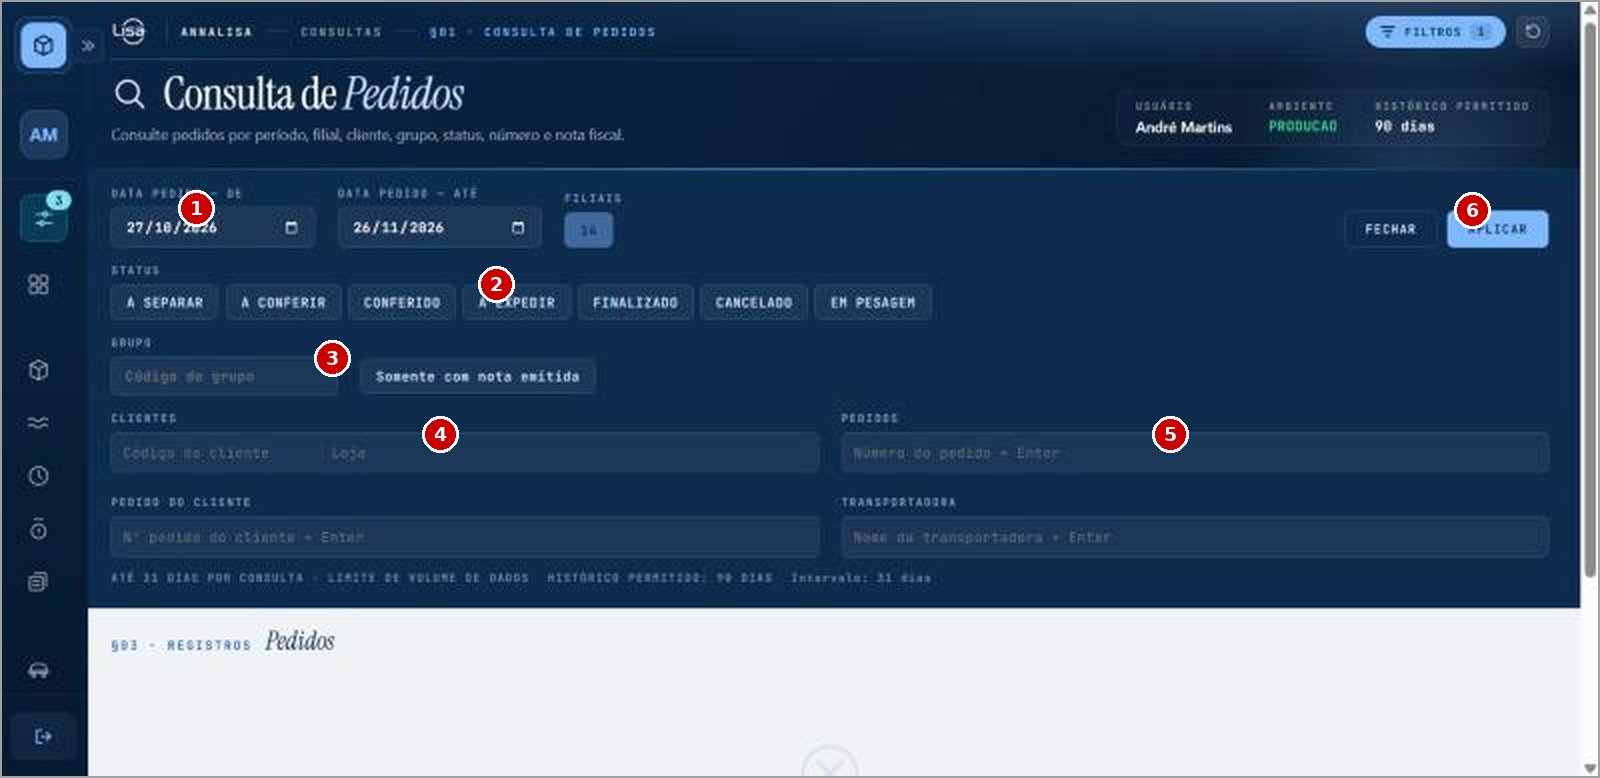 Lisa
ANNALISA — CONSULTAS — §01 · CONSULTA DE PEDIDOS
FILTROS 1
Consulta de Pedidos
Consulte pedidos por período, filial, cliente, grupo, status, número e nota fiscal.
AM
USUÁRIO
André Martins
AMBIENTE
PRODUCAO
HISTÓRICO PERMITIDO
90 dias
3
DATA PEDIDO — DE
1
27/10/2026
DATA PEDIDO — ATÉ
26/11/2026
FILIAIS
14
FECHAR
6
APLICAR
STATUS
2
A SEPARAR
A CONFERIR
CONFERIDO
A EXPEDIR
FINALIZADO
CANCELADO
EM PESAGEM
GRUPO
3
Código do grupo
Somente com nota emitida
CLIENTES
4
Código do cliente
Loja
PEDIDOS
5
Número do pedido + Enter
PEDIDO DO CLIENTE
Nº pedido do cliente + Enter
TRANSPORTADORA
Nome da transportadora + Enter
ATÉ 31 DIAS POR CONSULTA · LIMITE DE VOLUME DE DADOS HISTÓRICO PERMITIDO: 90 DIAS Intervalo: 31 dias
§03 · REGISTROS Pedidos